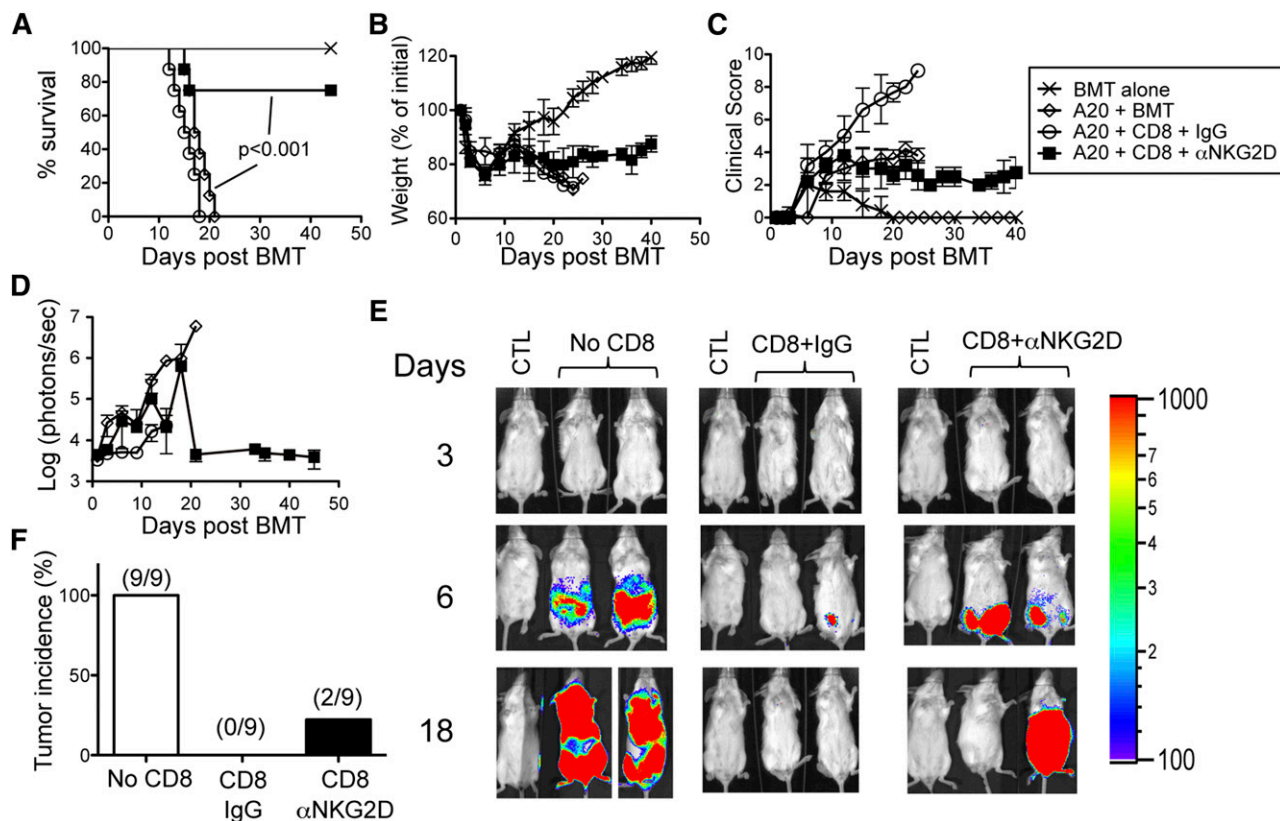 A
% survival
100
80
60
40
20
0
p<0.001
0 10 20 30 40 50
Days post BMT
B
Weight (% of initial)
120
100
80
60
0 10 20 30 40 50
Days post BMT
C
Clinical Score
10
8
6
4
2
0
0 10 20 30 40
Days post BMT
BMT alone
A20 + BMT
A20 + CD8 + IgG
A20 + CD8 + αNKG2D
D
Log (photons/sec)
7
6
5
4
3
0 10 20 30 40 50
Days post BMT
E
Days
CTL
No CD8
CTL
CD8+IgG
CTL
CD8+αNKG2D
3
6
18
1000
5
4
3
2
100
F
Tumor incidence (%)
100
50
0
(9/9)
(0/9)
(2/9)
No CD8
CD8
IgG
CD8
αNKG2D